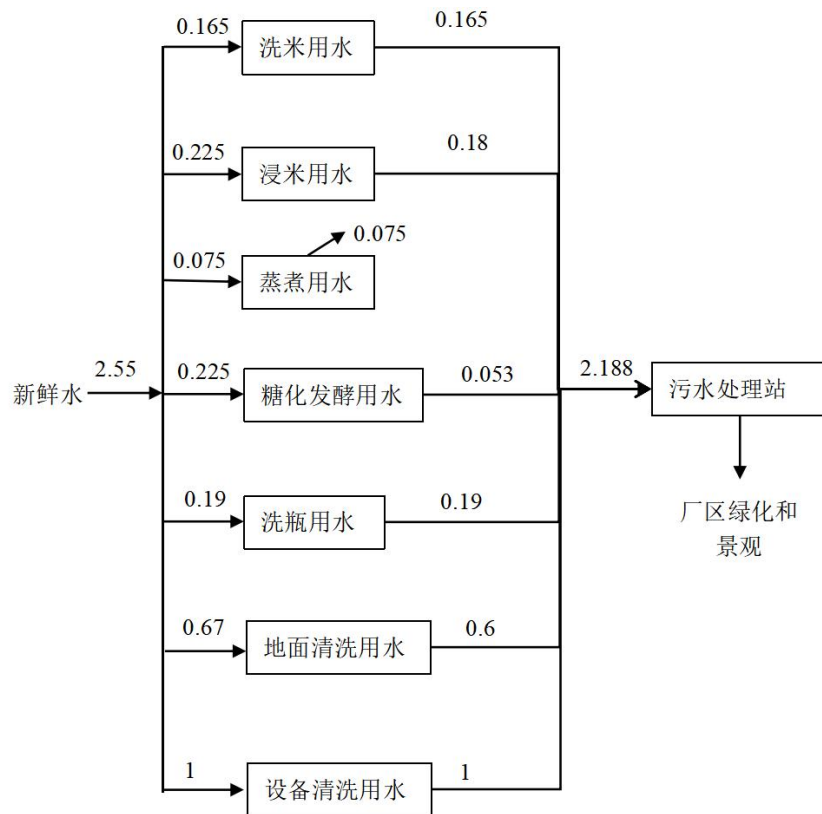 0.165
洗米用水
0.165
0.225
浸米用水
0.18
0.075
0.075
蒸煮用水
新鲜水
2.55
0.225
糖化发酵用水
0.053
2.188
污水处理站
0.19
洗瓶用水
0.19
厂区绿化和
景观
0.67
地面清洗用水
0.6
1
设备清洗用水
1